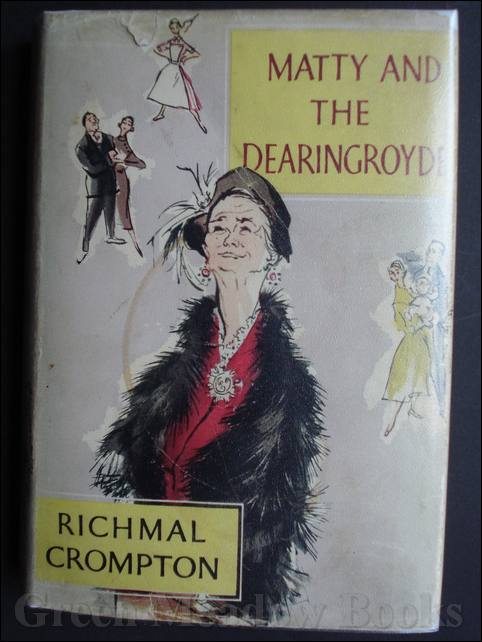 MATTY AND
THE
DEARINGROYDE
RICHMAL
CROMPTON
Green Meadow Books